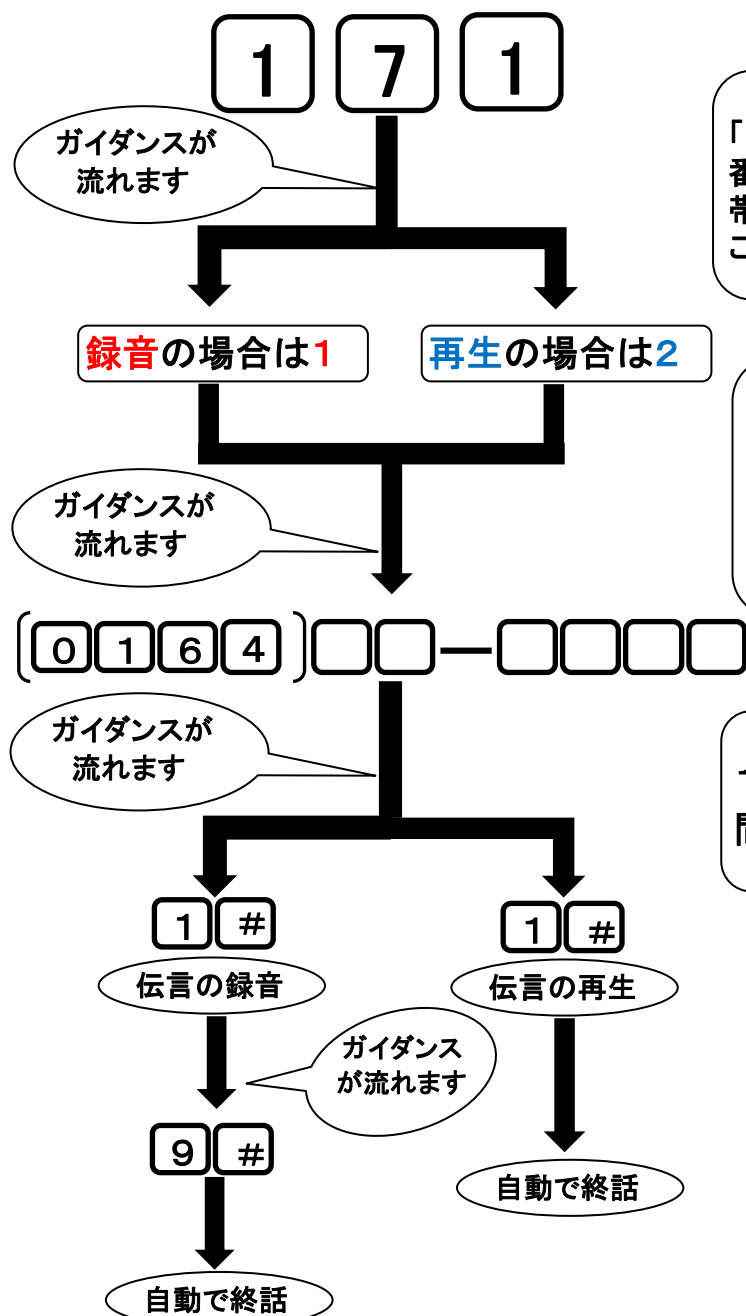 1 7 1
ガイダンスが
流れます
録音の場合は1
再生の場合は2
ガイダンスが
流れます
(0164)□□―□□□□
ガイダンスが
流れます
1#
1#
伝言の録音
伝言の再生
ガイダンス
が流れます
9#
自動で終話
自動で終話
「
番
帯
こ